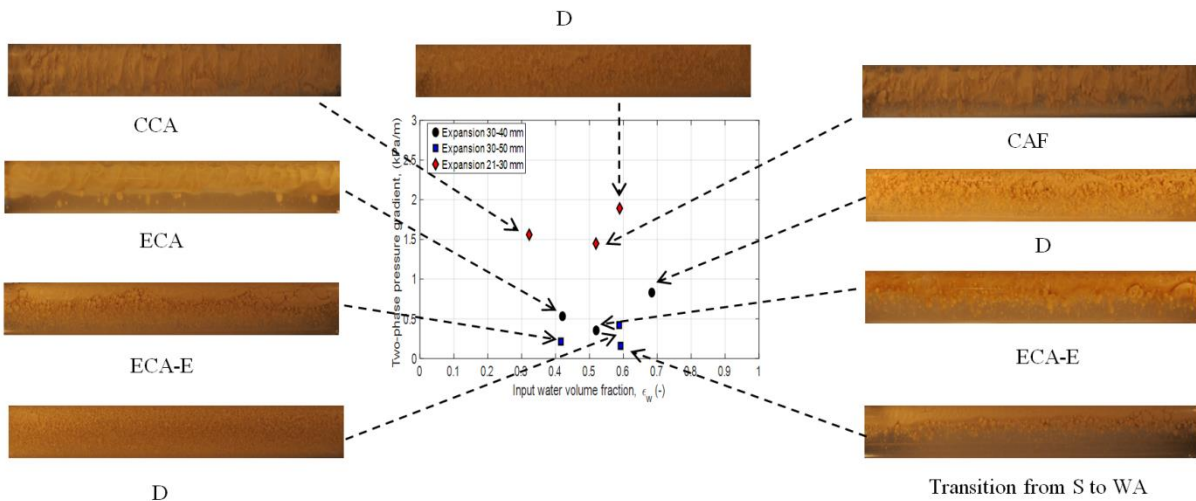 D
CCA
CAF
ECA
D
ECA-E
ECA-E
D
Transition from S to WA
Two-phase pressure gradient, (kPa/m)
3
2.5
2
1.5
1
0.5
0
Expansion 30-40 mm
Expansion 30-50 mm
Expansion 21-30 mm
0 0.1 0.2 0.3 0.4 0.5 0.6 0.7 0.8 0.9 1
Input water volume fraction, ϵw (-)